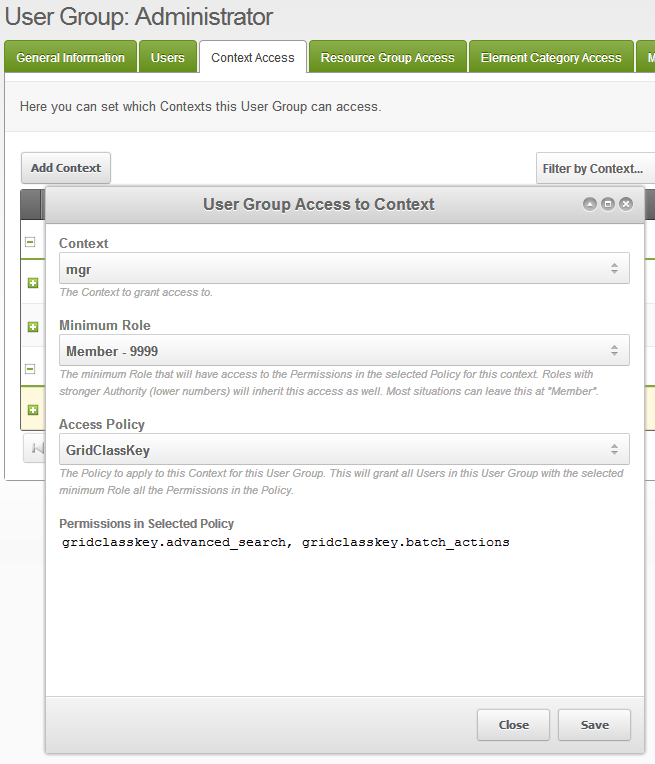 User Group: Administrator
General Information
Users
Context Access
Resource Group Access
Element Category Access
M
Here you can set which Contexts this User Group can access.
Add Context
Filter by Context...
User Group Access to Context
Context
mgr
The Context to grant access to.
Minimum Role
Member - 9999
The minimum Role that will have access to the Permissions in the selected Policy for this context. Roles with
stronger Authority (lower numbers) will inherit this access as well. Most situations can leave this at "Member".
Access Policy
GridClassKey
The Policy to apply to this Context for this User Group. This will grant all Users in this User Group with the selected
minimum Role all the Permissions in the Policy.
Permissions in Selected Policy
gridclasskey.advanced_search, gridclasskey.batch_actions
Close
Save